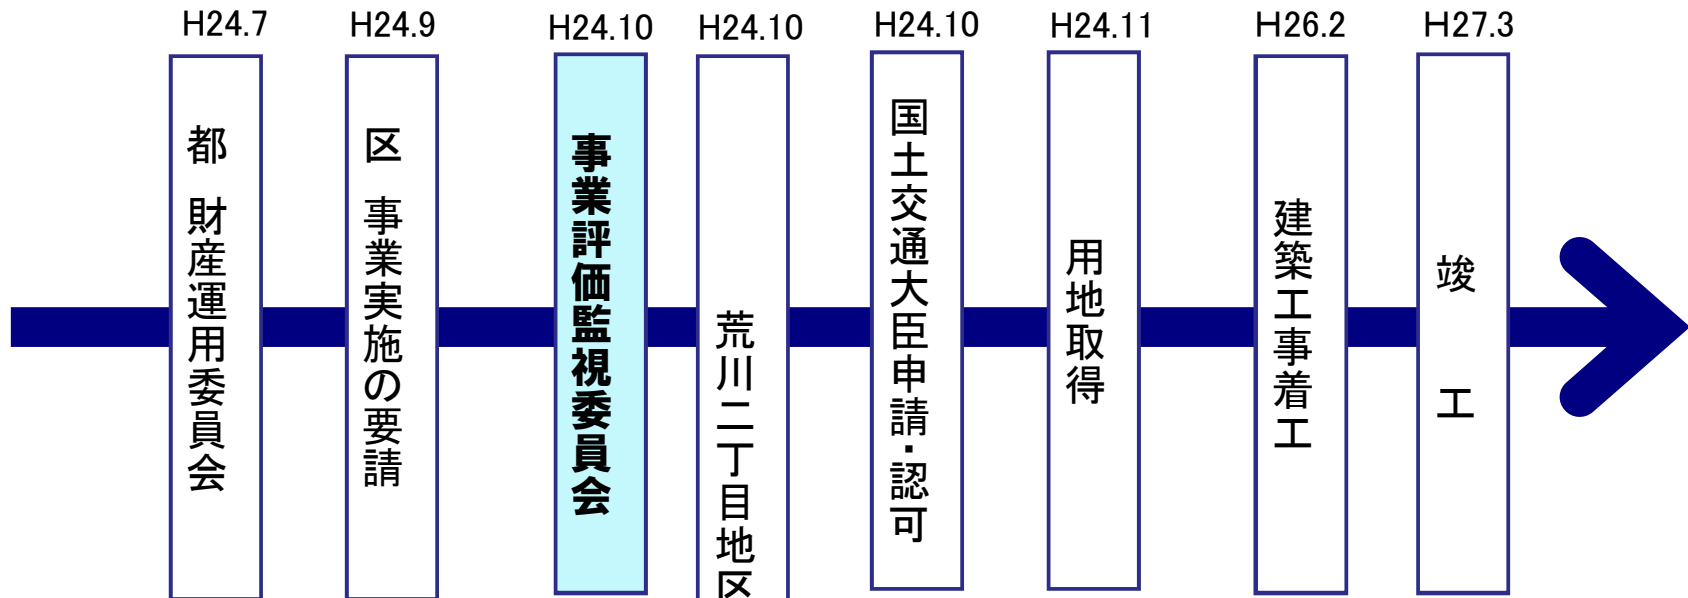 H24.7
H24.9
H24.10
H24.10
H24.10
H24.11
H26.2
H27.3
都 財産運用委員会
区 事業実施の要請
事業評価監視委員会
荒川二丁目地区
国土交通大臣申請・認可
用地取得
建築工事着工
竣 工